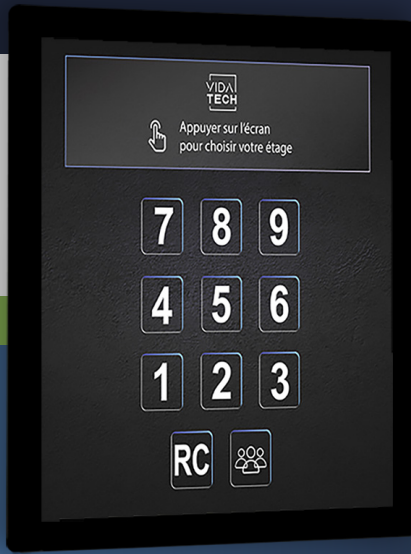 VIDA
TECH
Appuyer sur l'écran
pour choisir votre étage
7 8 9
4 5 6
1 2 3
RC